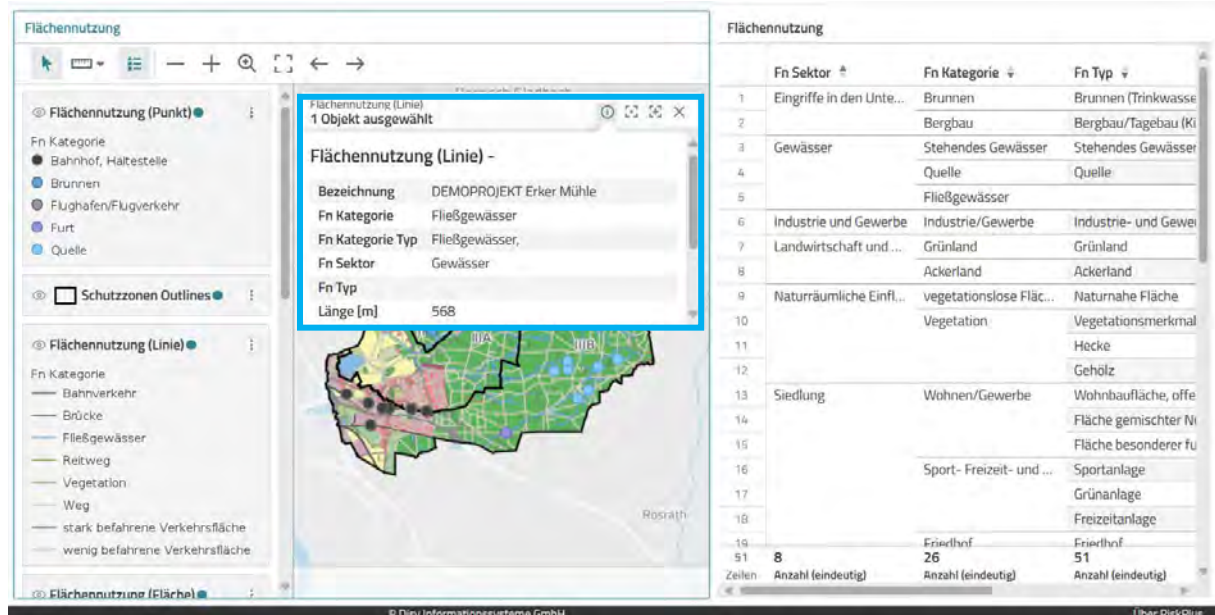 Flächennutzung
Flächennutzung (Punkt)
Fn Kategorie
Bahnhof, Haltestelle
Brunnen
Flughafen/Flugverkehr
Furt
Quelle
Schutzzonen Outlines
Flächennutzung (Linie)
Fn Kategorie
Bahnverkehr
Brücke
Fließgewässer
Reitweg
Vegetation
Weg
stark befahrene Verkehrsfläche
wenig befahrene Verkehrsfläche
Flächennutzung (Fläche)
Flächennutzung (Linie)
1 Objekt ausgewählt
Flächennutzung (Linie) -
Bezeichnung DEMOPROJEKT Erker Mühle
Fn Kategorie Fließgewässer
Fn Kategorie Typ Fließgewässer,
Fn Sektor Gewässer
Fn Typ
Länge [m] 568
IIIA
IIIB
Rösrath
Flächennutzung
Fn Sektor Fn Kategorie Fn Typ
1 Eingriffe in den Unte... Brunnen Brunnen (Trinkwasse
2 Bergbau Bergbau/Tagebau (Ki
3 Gewässer Stehendes Gewässer Stehendes Gewässer
4 Quelle Quelle
5 Fließgewässer
6 Industrie und Gewerbe Industrie/Gewerbe Industrie- und Gewe
7 Landwirtschaft und ... Grünland Grünland
8 Ackerland Ackerland
9 Naturräumliche Einfl... vegetationslose Fläc... Naturnahe Fläche
10 Vegetation Vegetationsmerkmal
11 Hecke
12 Gehölz
13 Siedlung Wohnen/Gewerbe Wohnbaufläche, offe
14 Fläche gemischter N
15 Fläche besonderer fu
16 Sport- Freizeit- und ... Sportanlage
17 Grünanlage
18 Freizeitanlage
19 Friedhof Friedhof
51 8 26 51
Zeilen Anzahl (eindeutig) Anzahl (eindeutig) Anzahl (eindeutig)
© Disy Informationssysteme GmbH
Über RiskPlus